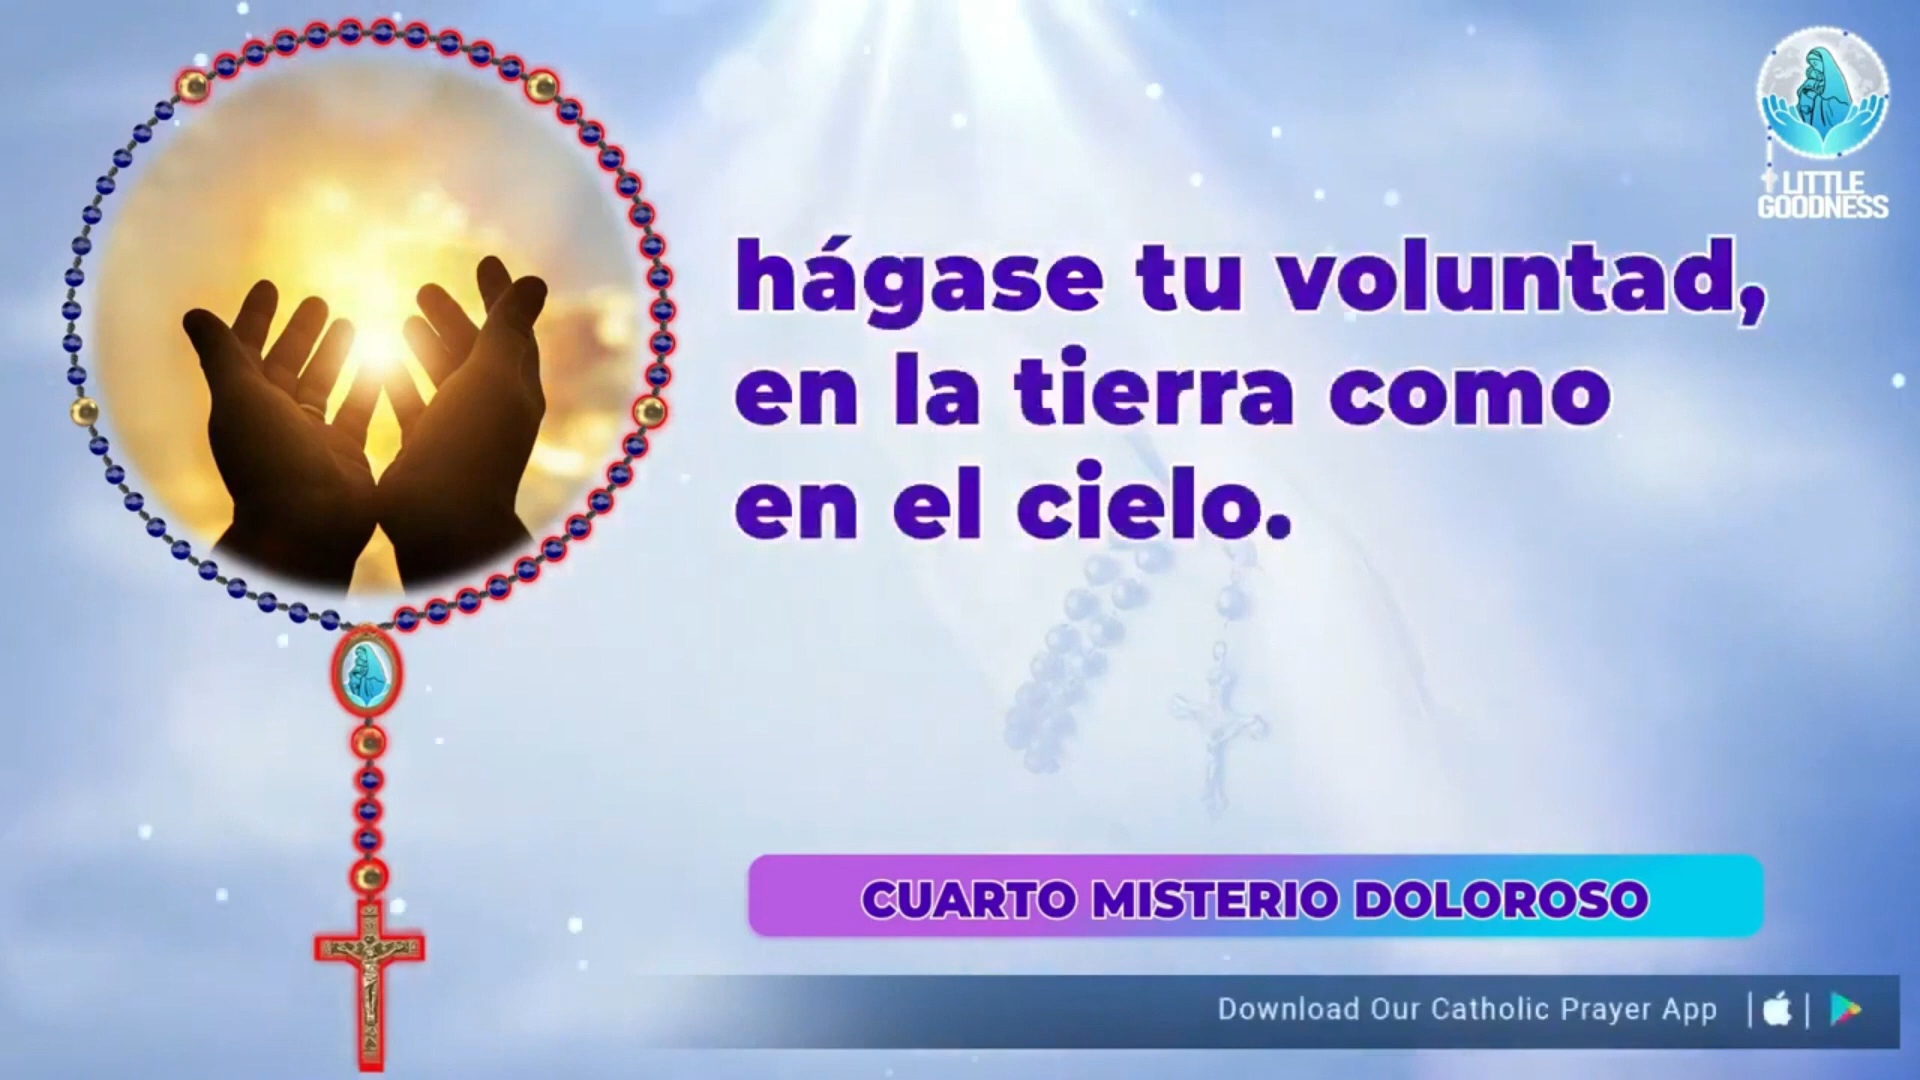 LITTLE
GOODNESS
hágase tu voluntad,
en la tierra como
en el cielo.
CUARTO MISTERIO DOLOROSO
Download Our Catholic Prayer App